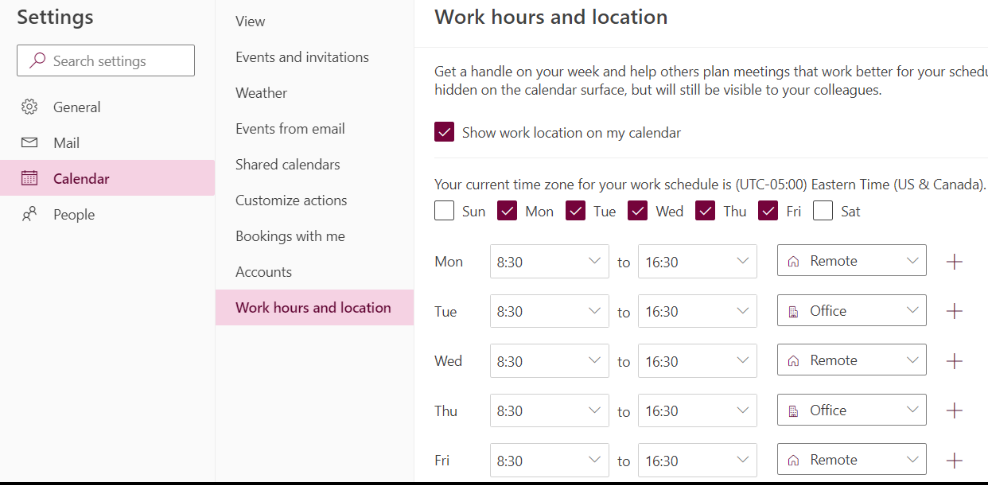 Settings
Search settings
General
Mail
Calendar
People
View
Events and invitations
Weather
Events from email
Shared calendars
Customize actions
Bookings with me
Accounts
Work hours and location
Work hours and location
Get a handle on your week and help others plan meetings that work better for your schedu
hidden on the calendar surface, but will still be visible to your colleagues.
Show work location on my calendar
Your current time zone for your work schedule is (UTC-05:00) Eastern Time (US & Canada).
Sun Mon Tue Wed Thu Fri Sat
Mon 8:30 to 16:30 Remote
Tue 8:30 to 16:30 Office
Wed 8:30 to 16:30 Remote
Thu 8:30 to 16:30 Office
Fri 8:30 to 16:30 Remote